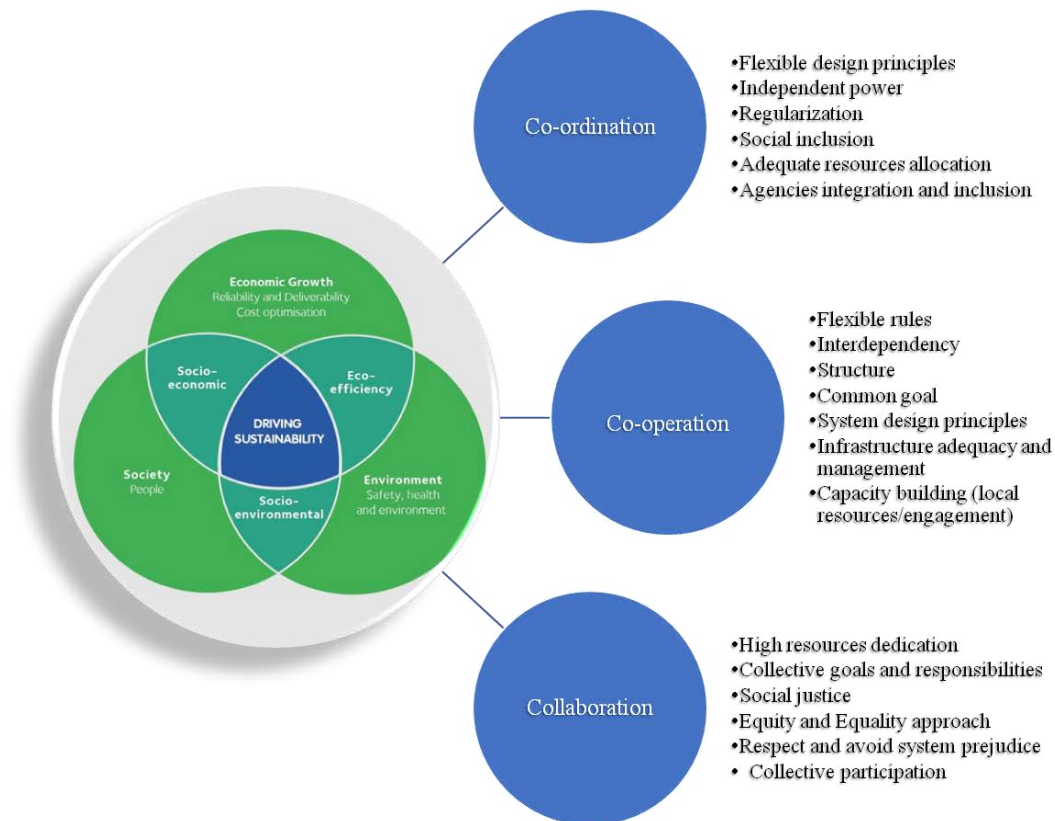 Economic Growth
Reliability and Deliverability
Cost optimisation
Socio-
economic
Eco-
efficiency
DRIVING
SUSTAINABILITY
Society
People
Environment
Safety, health
and environment
Socio-
environmental
Co-ordination
•Flexible design principles
•Independent power
•Regularization
•Social inclusion
•Adequate resources allocation
•Agencies integration and inclusion
Co-operation
•Flexible rules
•Interdependency
•Structure
•Common goal
•System design principles
•Infrastructure adequacy and
management
•Capacity building (local
resources/engagement)
Collaboration
•High resources dedication
•Collective goals and responsibilities
•Social justice
•Equity and Equality approach
•Respect and avoid system prejudice
• Collective participation